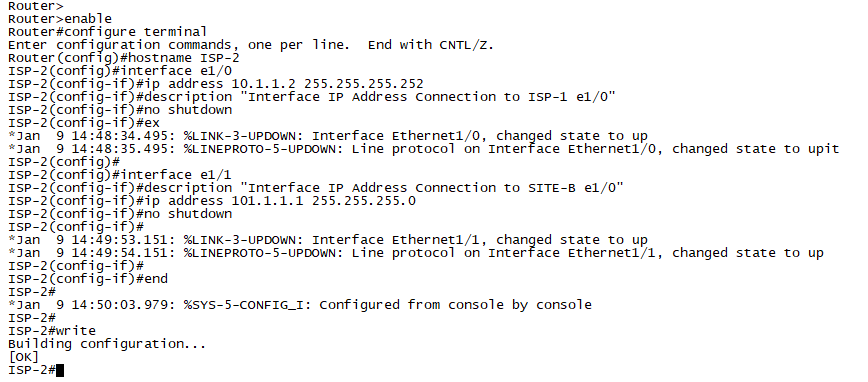 Router>
Router>enable
Router#configure terminal
Enter configuration commands, one per line.  End with CNTL/Z.
Router(config)#hostname ISP-2
ISP-2(config)#interface e1/0
ISP-2(config-if)#ip address 10.1.1.2 255.255.255.252
ISP-2(config-if)#description "Interface IP Address Connection to ISP-1 e1/0"
ISP-2(config-if)#no shutdown
ISP-2(config-if)#ex
*Jan  9 14:48:34.495: %LINK-3-UPDOWN: Interface Ethernet1/0, changed state to up
*Jan  9 14:48:35.495: %LINEPROTO-5-UPDOWN: Line protocol on Interface Ethernet1/0, changed state to upit
ISP-2(config)#
ISP-2(config)#interface e1/1
ISP-2(config-if)#description "Interface IP Address Connection to SITE-B e1/0"
ISP-2(config-if)#ip address 101.1.1.1 255.255.255.0
ISP-2(config-if)#no shutdown
ISP-2(config-if)#
*Jan  9 14:49:53.151: %LINK-3-UPDOWN: Interface Ethernet1/1, changed state to up
*Jan  9 14:49:54.151: %LINEPROTO-5-UPDOWN: Line protocol on Interface Ethernet1/1, changed state to up
ISP-2(config-if)#
ISP-2(config-if)#end
ISP-2#
*Jan  9 14:50:03.979: %SYS-5-CONFIG_I: Configured from console by console
ISP-2#
ISP-2#write
Building configuration...
[OK]
ISP-2#